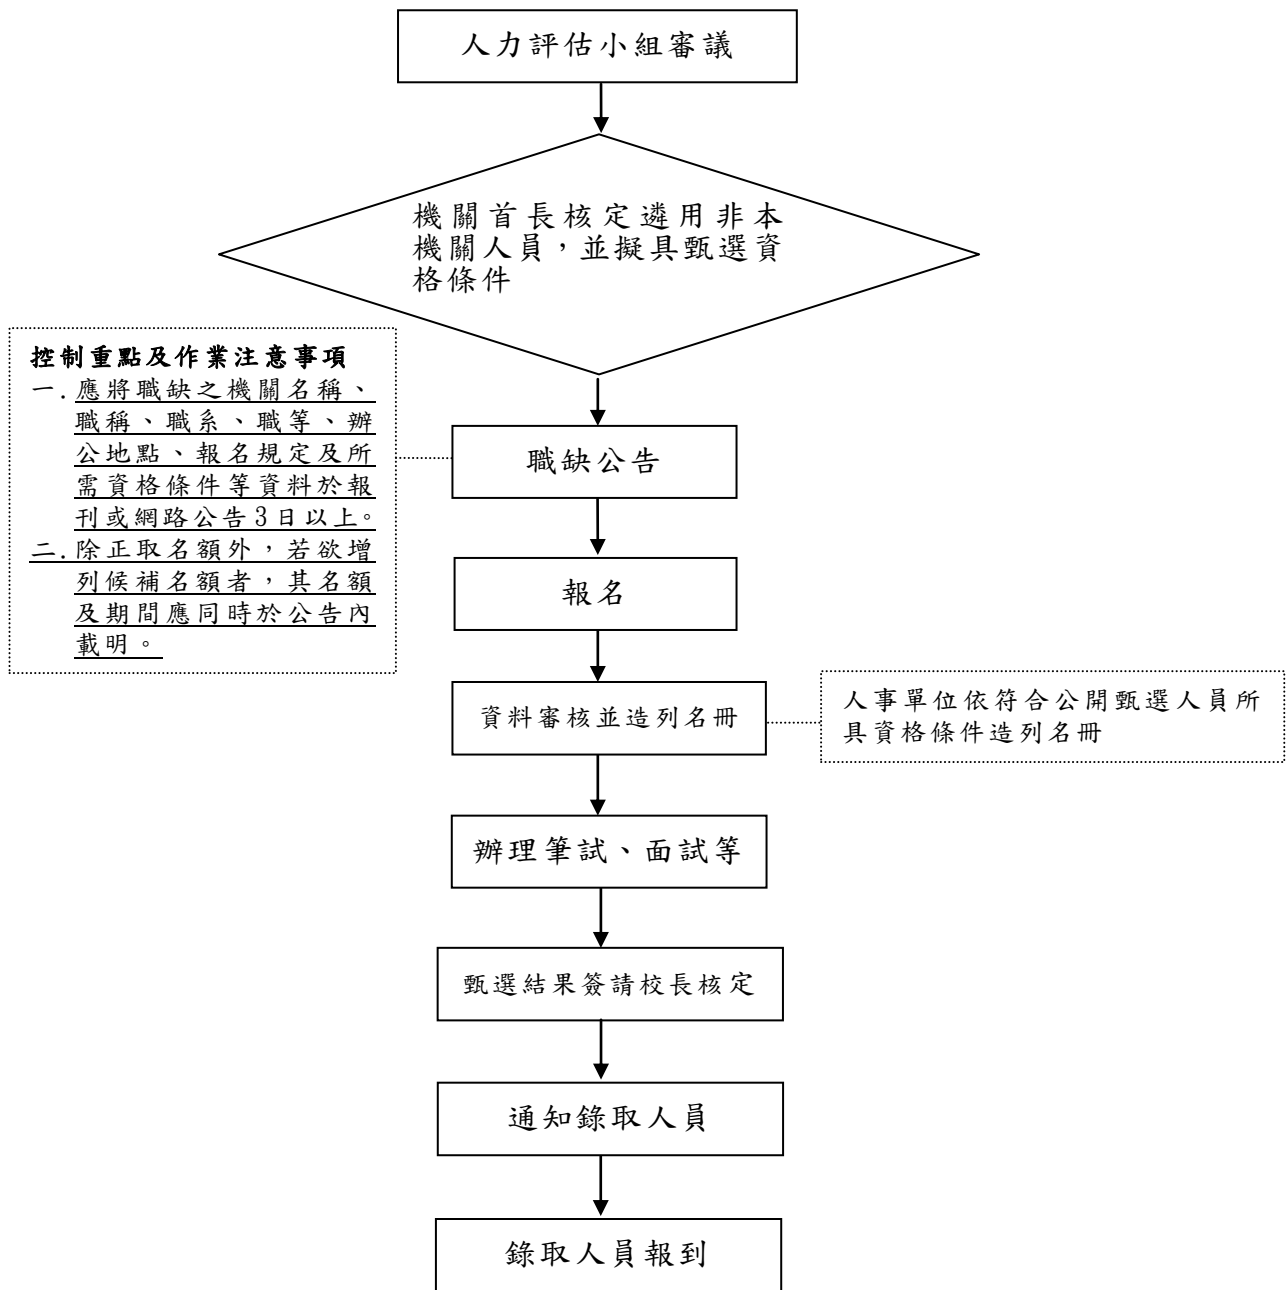 人力評估小組審議
機關首長核定遴用非本
機關人員，並擬具甄選資
格條件
控制重點及作業注意事項
一.應將職缺之機關名稱、
職稱、職系、職等、辦
公地點、報名規定及所
需資格條件等資料於報
刊或網路公告3日以上。
二.除正取名額外，若欲增
列候補名額者，其名額
及期間應同時於公告內
載明。
職缺公告
報名
資料審核並造列名冊
人事單位依符合公開甄選人員所
具資格條件造列名冊
辦理筆試、面試等
甄選結果簽請校長核定
通知錄取人員
錄取人員報到